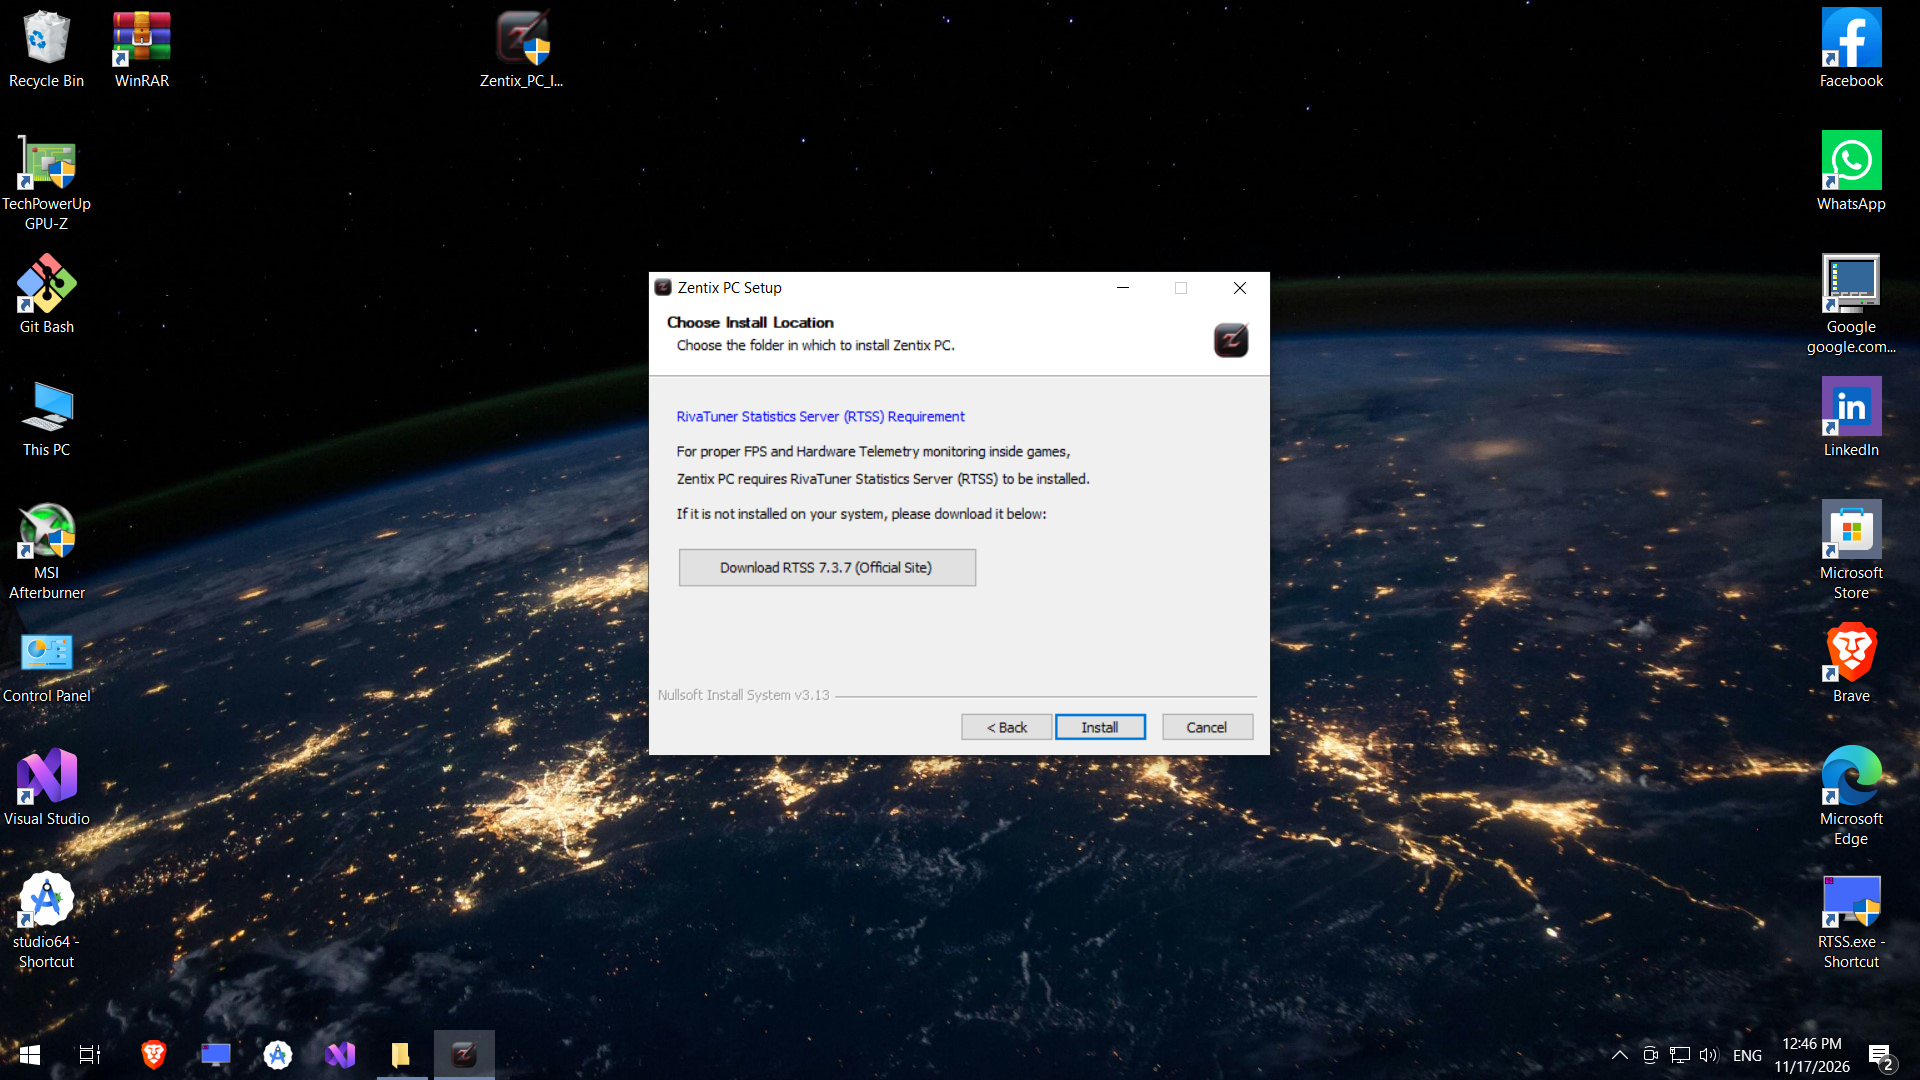 Recycle Bin
WinRAR
Zentix_PC_I...
Facebook
TechPowerUp
GPU-Z
WhatsApp
Git Bash
Google
google.com...
This PC
LinkedIn
MSI
Afterburner
Microsoft
Store
Control Panel
Brave
Visual Studio
Microsoft
Edge
studio64 -
Shortcut
RTSS.exe -
Shortcut
Zentix PC Setup
Choose Install Location
Choose the folder in which to install Zentix PC.
RivaTuner Statistics Server (RTSS) Requirement
For proper FPS and Hardware Telemetry monitoring inside games,
Zentix PC requires RivaTuner Statistics Server (RTSS) to be installed.
If it is not installed on your system, please download it below:
Download RTSS 7.3.7 (Official Site)
Nullsoft Install System v3.13
< Back
Install
Cancel
ENG
12:46 PM
11/17/2026
2